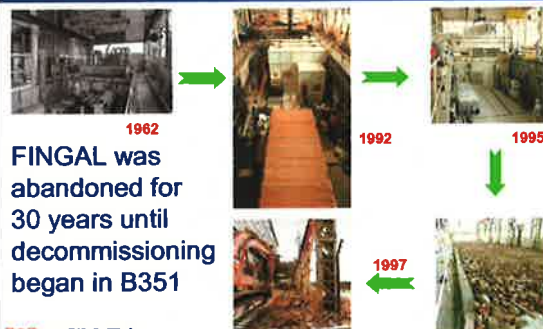 1962
1992
1995
FINGAL was
abandoned for
30 years until
decommissioning
began in B351
1997